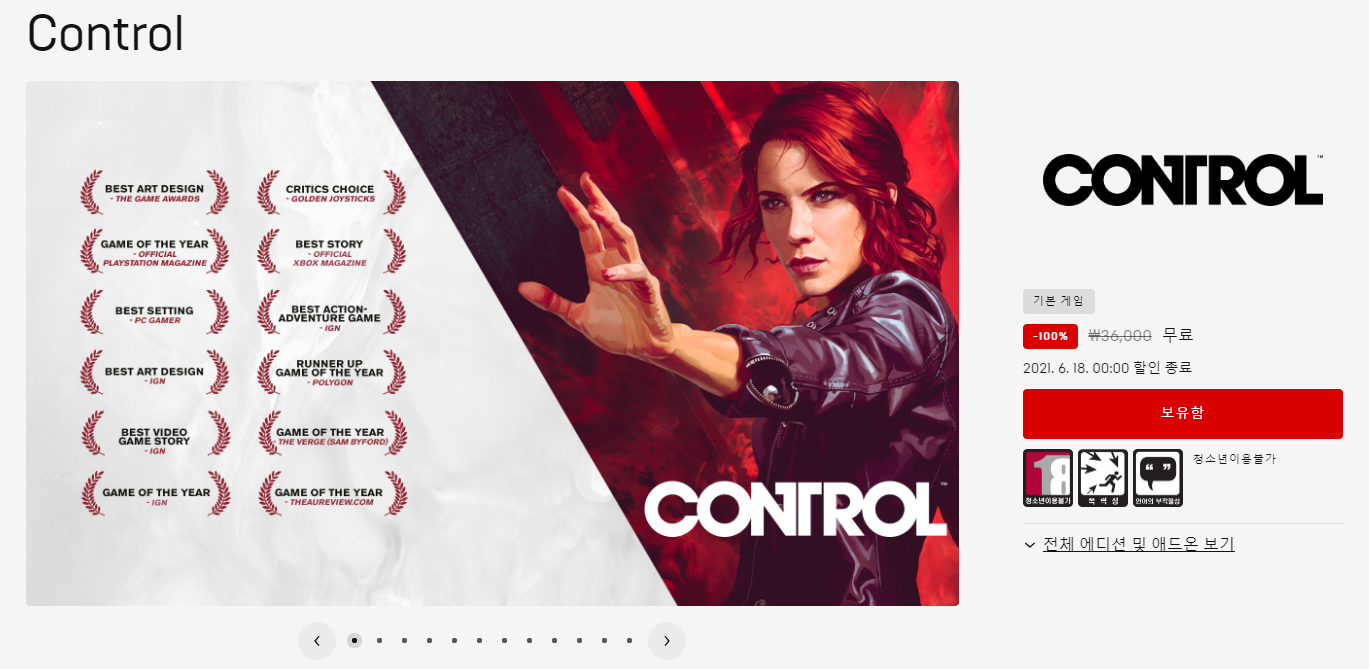 Control
BEST ART DESIGN
- THE GAME AWARDS
CRITICS CHOICE
- GOLDEN JOYSTICKS
GAME OF THE YEAR
- OFFICIAL
PLAYSTATION MAGAZINE
BEST STORY
- OFFICIAL
XBOX MAGAZINE
BEST SETTING
- PC GAMER
BEST ACTION-
ADVENTURE GAME
- IGN
BEST ART DESIGN
- IGN
RUNNER UP
GAME OF THE YEAR
- POLYGON
BEST VIDEO
GAME STORY
- IGN
GAME OF THE YEAR
- THE VERGE (SAM BYFORD)
GAME OF THE YEAR
- IGN
GAME OF THE YEAR
- THEAUREVIEW.COM
CONTROL™
CONTROL™
기본 게임
-100% ₩36,000 무료
2021. 6. 18. 00:00 할인 종료
보유함
18
청소년이용불가
폭력성
언어의 부적절성
청소년이용불가
전체 에디션 및 애드온 보기